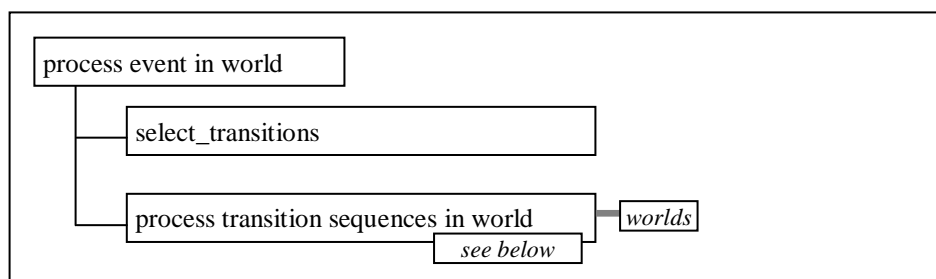 process event in world
select_transitions
process transition sequences in world
worlds
see below